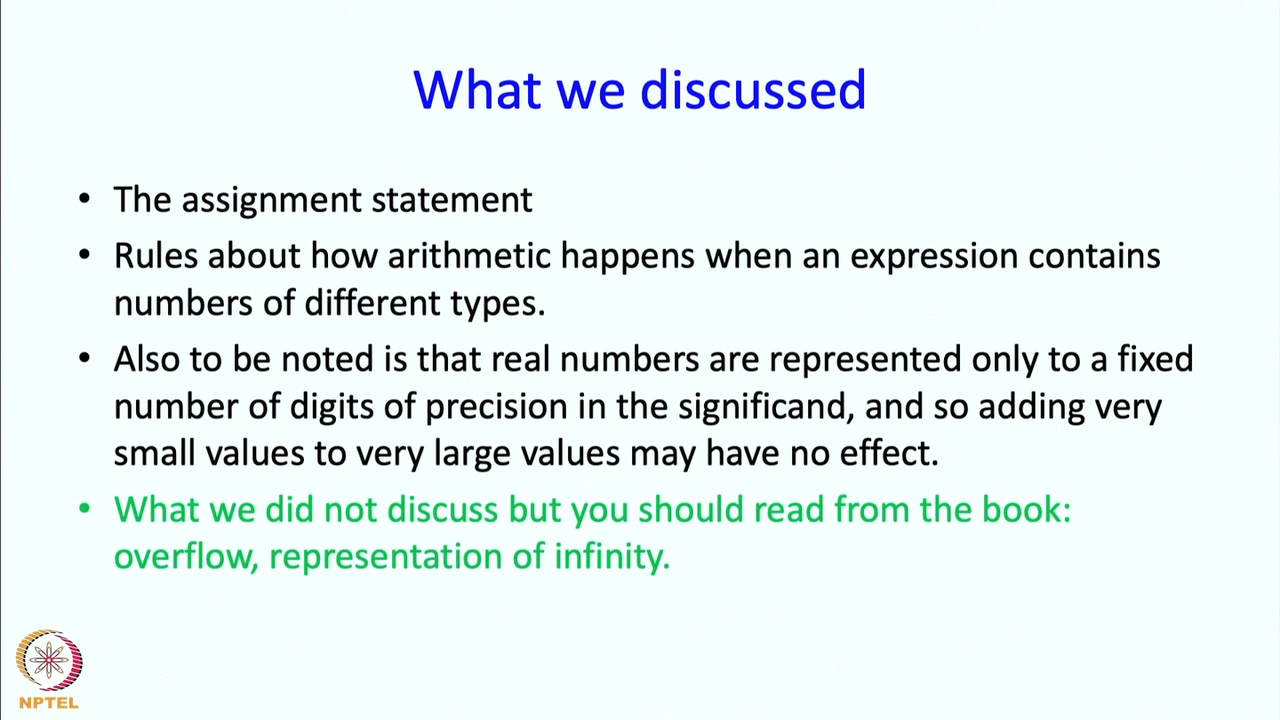 What we discussed
• The assignment statement
• Rules about how arithmetic happens when an expression contains
numbers of different types.
• Also to be noted is that real numbers are represented only to a fixed
number of digits of precision in the significand, and so adding very
small values to very large values may have no effect.
• What we did not discuss but you should read from the book:
overflow, representation of infinity.
NPTEL